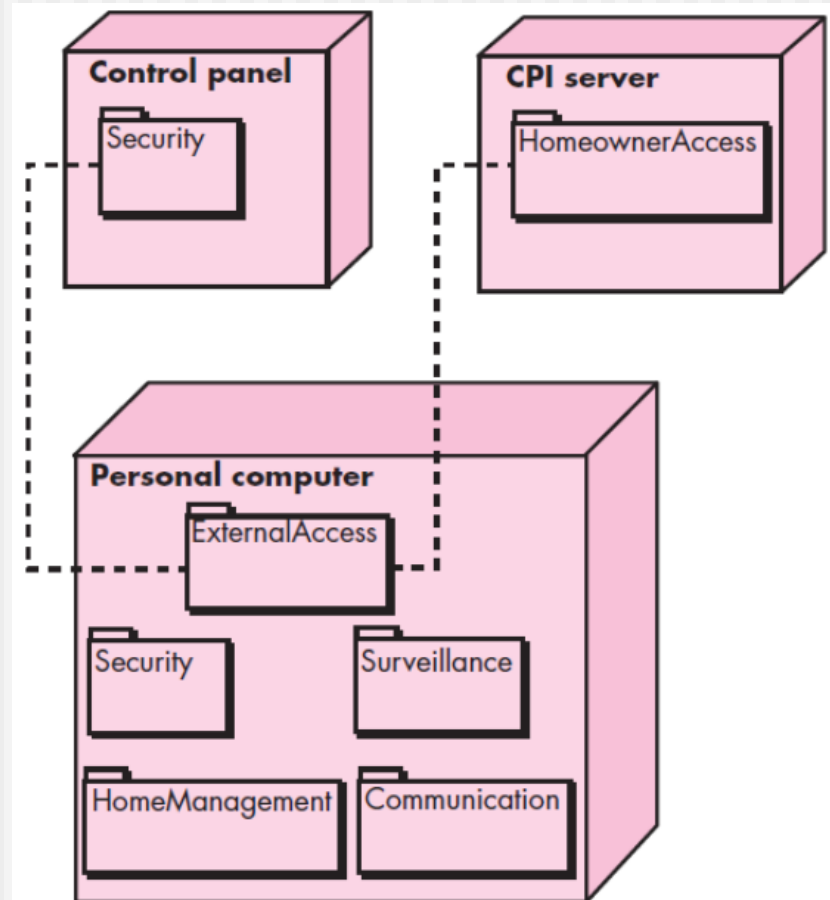 Control panel
Security
CPI server
HomeownerAccess
Personal computer
ExternalAccess
Security
Surveillance
HomeManagement
Communication